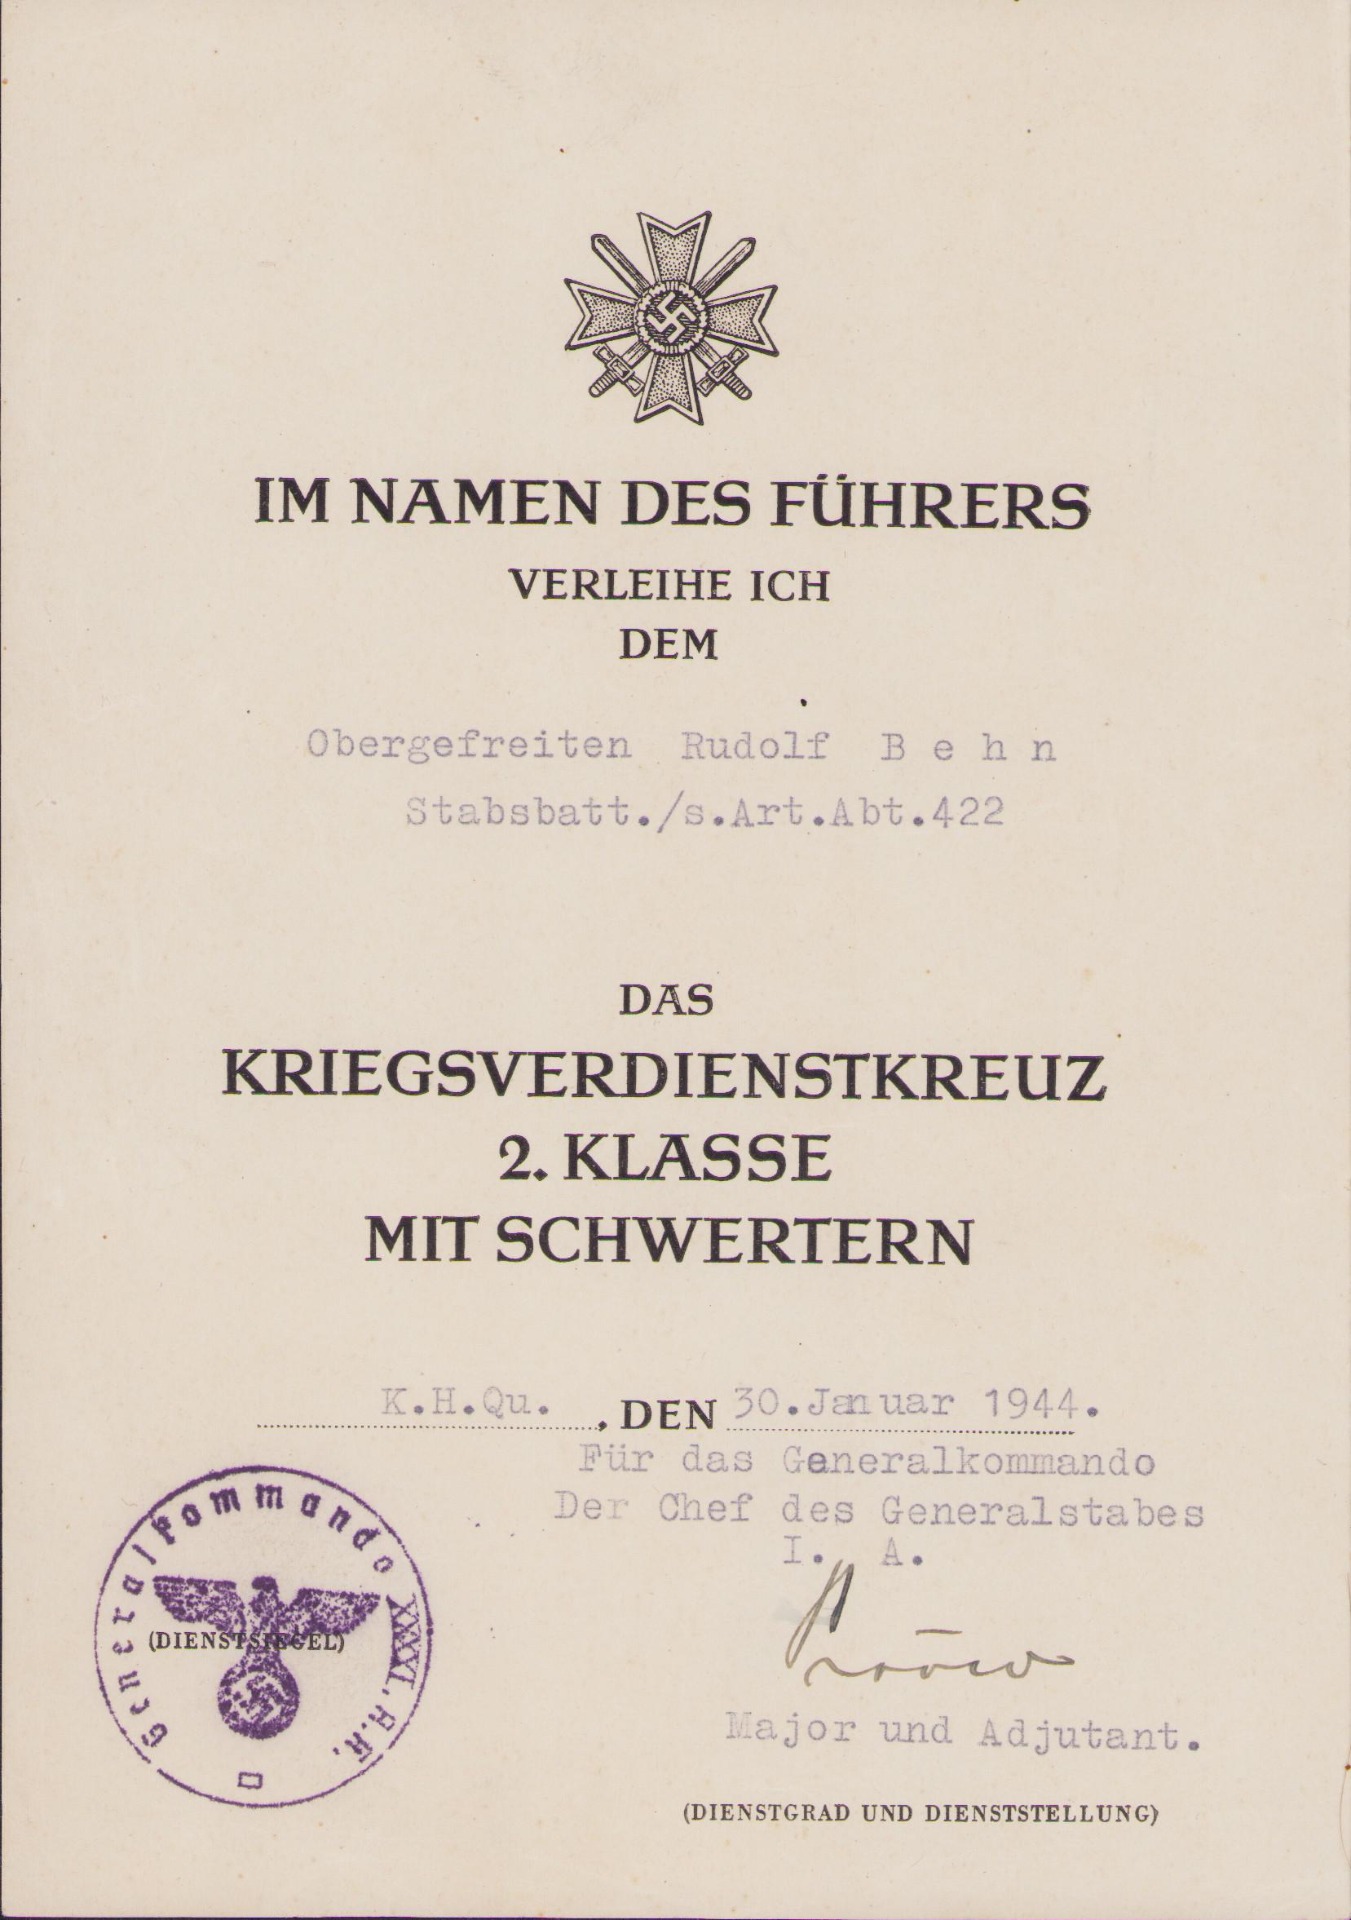 IM NAMEN DES FÜHRERS
VERLEIHE ICH
DEM
Obergefreiten Rudolf B e h n
Stabsbatt./s.Art.Abt.422
DAS
KRIEGSVERDIENSTKREUZ
2. KLASSE
MIT SCHWERTERN
K.H.Qu. , DEN 30.Januar 1944.
Für das Generalkommando
Der Chef des Generalstabes
I. A.
Generalkommando XXXXI. A.K.
(DIENSTSIEGEL)
Major und Adjutant.
(DIENSTGRAD UND DIENSTSTELLUNG)